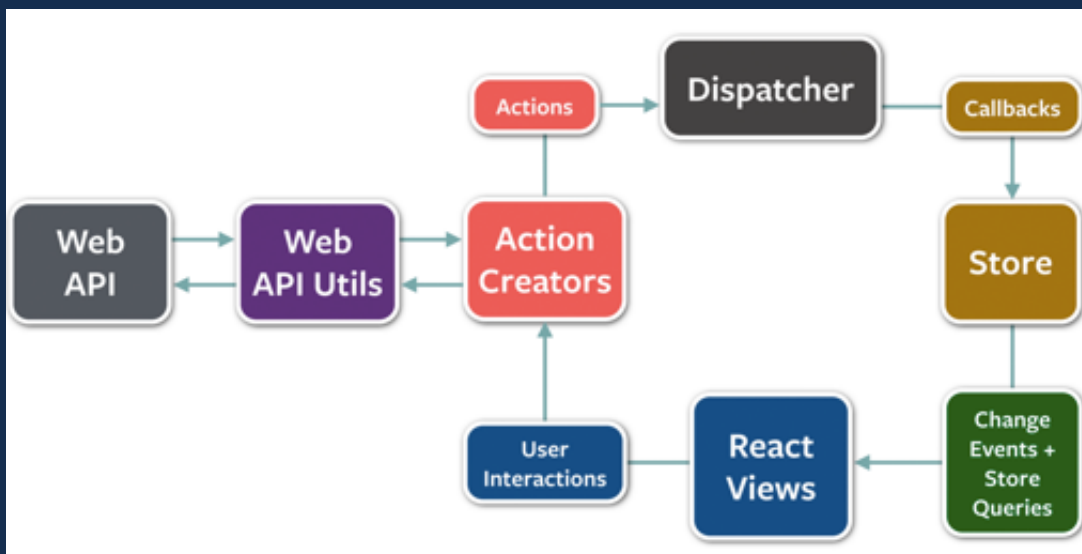 Actions
Dispatcher
Callbacks
Web
API
Web
API Utils
Action
Creators
Store
User
Interactions
React
Views
Change
Events +
Store
Queries